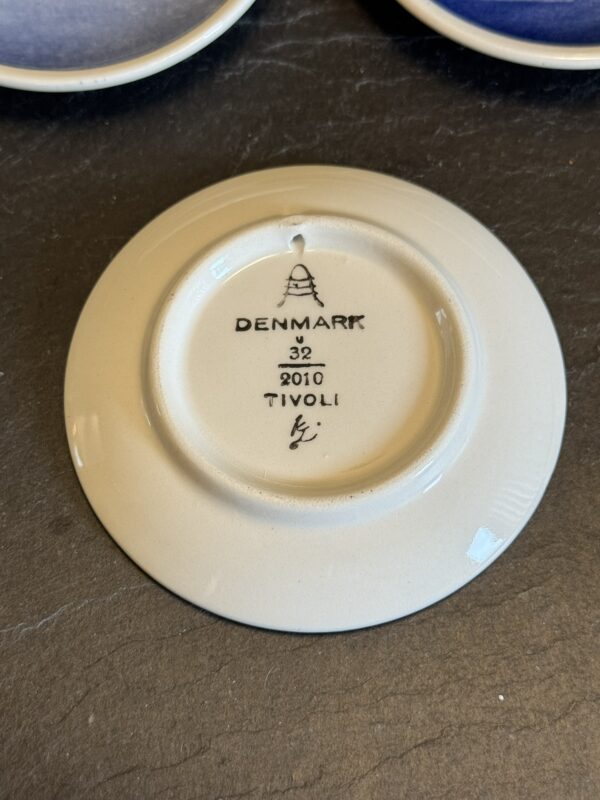 DENMARK
u
32
2010
TIVOLI